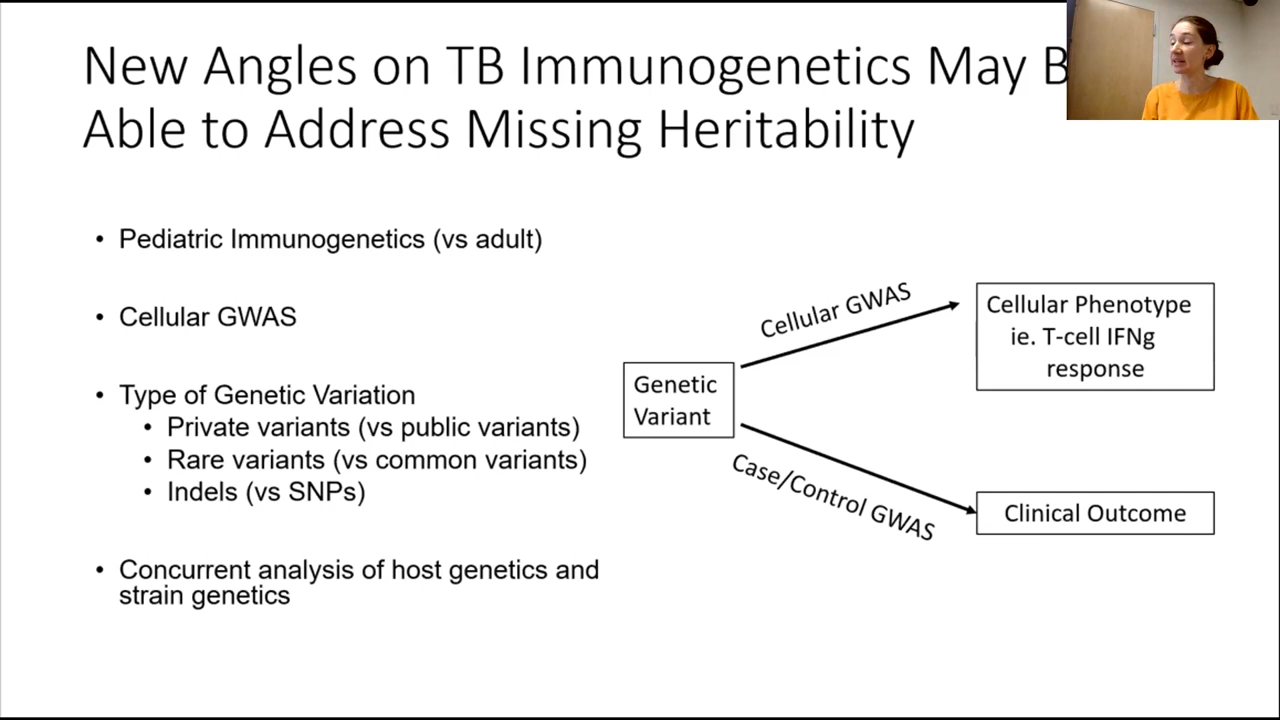 New Angles on TB Immunogenetics May
Able to Address Missing Heritability
• Pediatric Immunogenetics (vs adult)
• Cellular GWAS
• Type of Genetic Variation
• Private variants (vs public variants)
• Rare variants (vs common variants)
• Indels (vs SNPs)
• Concurrent analysis of host genetics and
strain genetics
Genetic
Variant
Cellular GWAS
Case/Control GWAS
Cellular Phenotype
ie. T-cell IFNg
response
Clinical Outcome